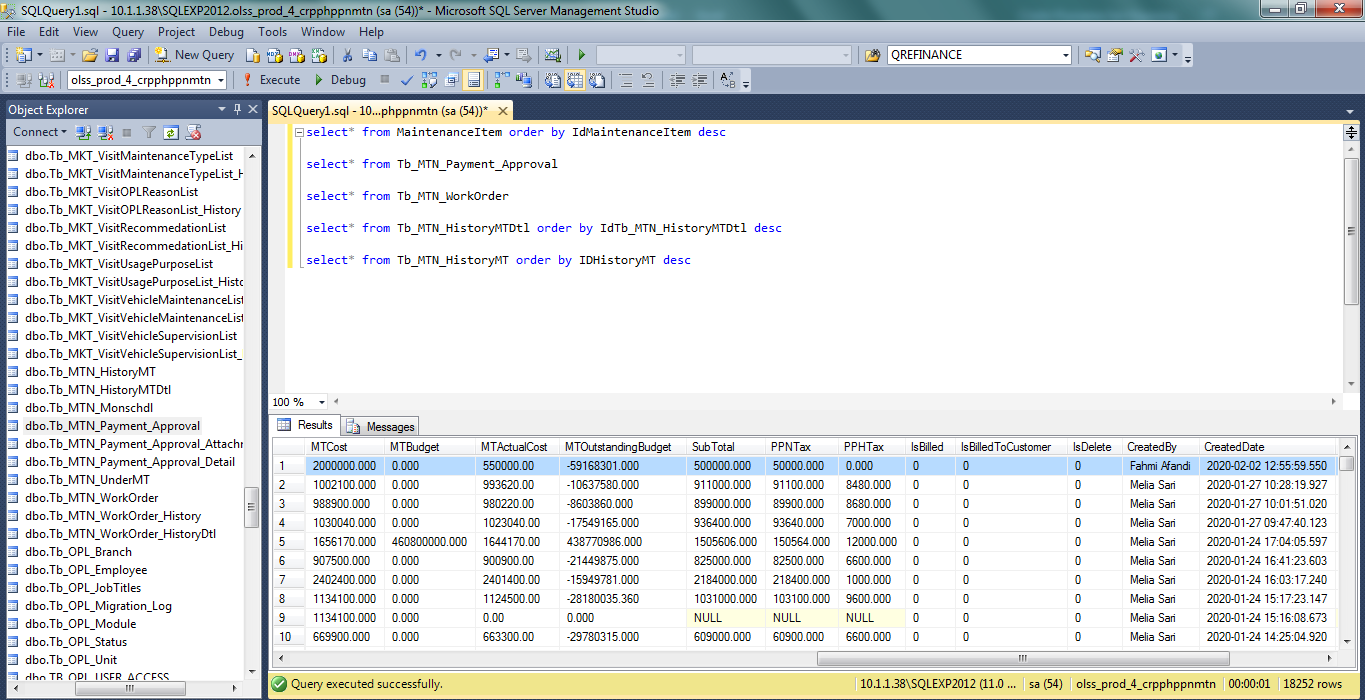 SQLQuery1.sql - 10.1.1.38\SQLEXP2012.olss_prod_4_crpphppnmtn (sa (54))* - Microsoft SQL Server Management Studio
File Edit View Query Project Debug Tools Window Help
New Query QREFINANCE
olss_prod_4_crpphppnmtn Execute Debug
Object Explorer
Connect
dbo.Tb_MKT_VisitMaintenanceTypeList
dbo.Tb_MKT_VisitMaintenanceTypeList_H
dbo.Tb_MKT_VisitOPLReasonList
dbo.Tb_MKT_VisitOPLReasonList_History
dbo.Tb_MKT_VisitRecommedationList
dbo.Tb_MKT_VisitRecommedationList_Hi
dbo.Tb_MKT_VisitUsagePurposeList
dbo.Tb_MKT_VisitUsagePurposeList_Histo
dbo.Tb_MKT_VisitVehicleMaintenanceList
dbo.Tb_MKT_VisitVehicleMaintenanceList
dbo.Tb_MKT_VisitVehicleSupervisionList
dbo.Tb_MKT_VisitVehicleSupervisionList_
dbo.Tb_MTN_HistoryMT
dbo.Tb_MTN_HistoryMTDtl
dbo.Tb_MTN_Monschdl
dbo.Tb_MTN_Payment_Approval
dbo.Tb_MTN_Payment_Approval_Attachr
dbo.Tb_MTN_Payment_Approval_Detail
dbo.Tb_MTN_UnderMT
dbo.Tb_MTN_WorkOrder
dbo.Tb_MTN_WorkOrder_History
dbo.Tb_MTN_WorkOrder_HistoryDtl
dbo.Tb_OPL_Branch
dbo.Tb_OPL_Employee
dbo.Tb_OPL_JobTitles
dbo.Tb_OPL_Migration_Log
dbo.Tb_OPL_Module
dbo.Tb_OPL_Status
dbo.Tb_OPL_Unit
dbo.Tb_OPL_USER_ACCESS
SQLQuery1.sql - 10...phppnmtn (sa (54))*
select* from MaintenanceItem order by IdMaintenanceItem desc
select* from Tb_MTN_Payment_Approval
select* from Tb_MTN_WorkOrder
select* from Tb_MTN_HistoryMTDtl order by IdTb_MTN_HistoryMTDtl desc
select* from Tb_MTN_HistoryMT order by IDHistoryMT desc
100 %
Results Messages
MTCost MTBudget MTActualCost MTOutstandingBudget SubTotal PPNTax PPHTax IsBilled IsBilledToCustomer IsDelete CreatedBy CreatedDate
1 2000000.000 0.000 550000.00 -59168301.000 500000.000 50000.000 0.000 0 0 0 Fahmi Afandi 2020-02-02 12:55:59.550
2 1002100.000 0.000 993620.00 -10637580.000 911000.000 91100.000 8480.000 0 0 0 Melia Sari 2020-01-27 10:28:19.927
3 988900.000 0.000 980220.00 -8603860.000 899000.000 89900.000 8680.000 0 0 0 Melia Sari 2020-01-27 10:01:51.020
4 1030040.000 0.000 1023040.00 -17549165.000 936400.000 93640.000 7000.000 0 0 0 Melia Sari 2020-01-27 09:47:40.123
5 1656170.000 460800000.000 1644170.00 438770986.000 1505606.000 150564.000 12000.000 0 0 0 Melia Sari 2020-01-24 17:04:05.597
6 907500.000 0.000 900900.00 -21449875.000 825000.000 82500.000 6600.000 0 0 0 Melia Sari 2020-01-24 16:41:23.603
7 2402400.000 0.000 2401400.00 -15949781.000 2184000.000 218400.000 1000.000 0 0 0 Melia Sari 2020-01-24 16:03:17.240
8 1134100.000 0.000 1124500.00 -28180035.360 1031000.000 103100.000 9600.000 0 0 0 Melia Sari 2020-01-24 15:17:23.147
9 1134100.000 0.000 0.00 0.000 NULL NULL NULL 0 0 0 Melia Sari 2020-01-24 15:16:08.673
10 669900.000 0.000 663300.00 -29780315.000 609000.000 60900.000 6600.000 0 0 0 Melia Sari 2020-01-24 14:25:04.920
Query executed successfully. 10.1.1.38\SQLEXP2012 (11.0 ... sa (54) olss_prod_4_crpphppnmtn 00:00:01 18252 rows